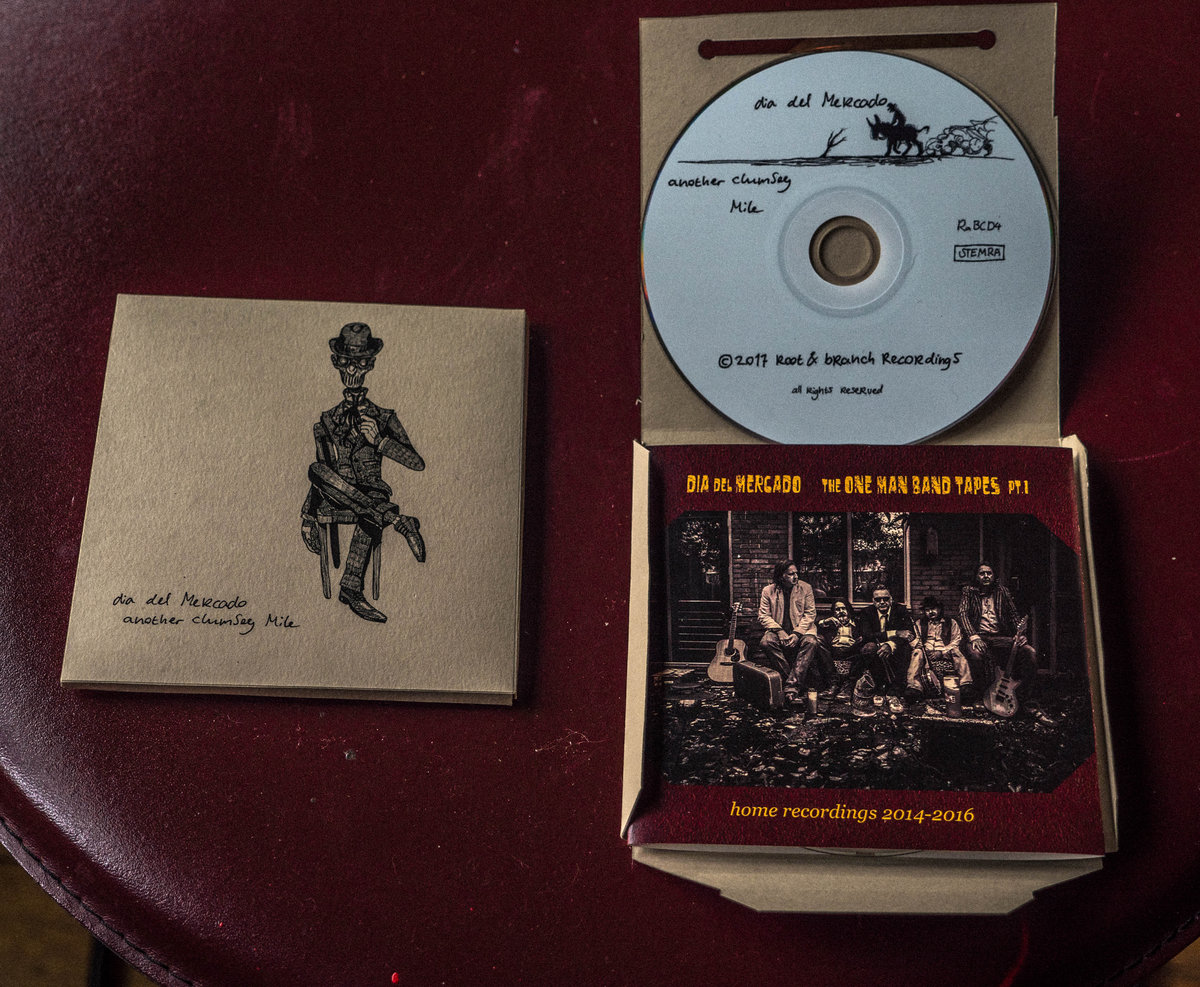 dia del Mercado
another clumsey Mile
dia del Mercado
another clumsey
Mile
RaBCD4
STEMRA
© 2017 Root & branch Recordings
all Rights Reserved
DIA DEL MERCADO THE ONE MAN BAND TAPES PT.1
home recordings 2014-2016